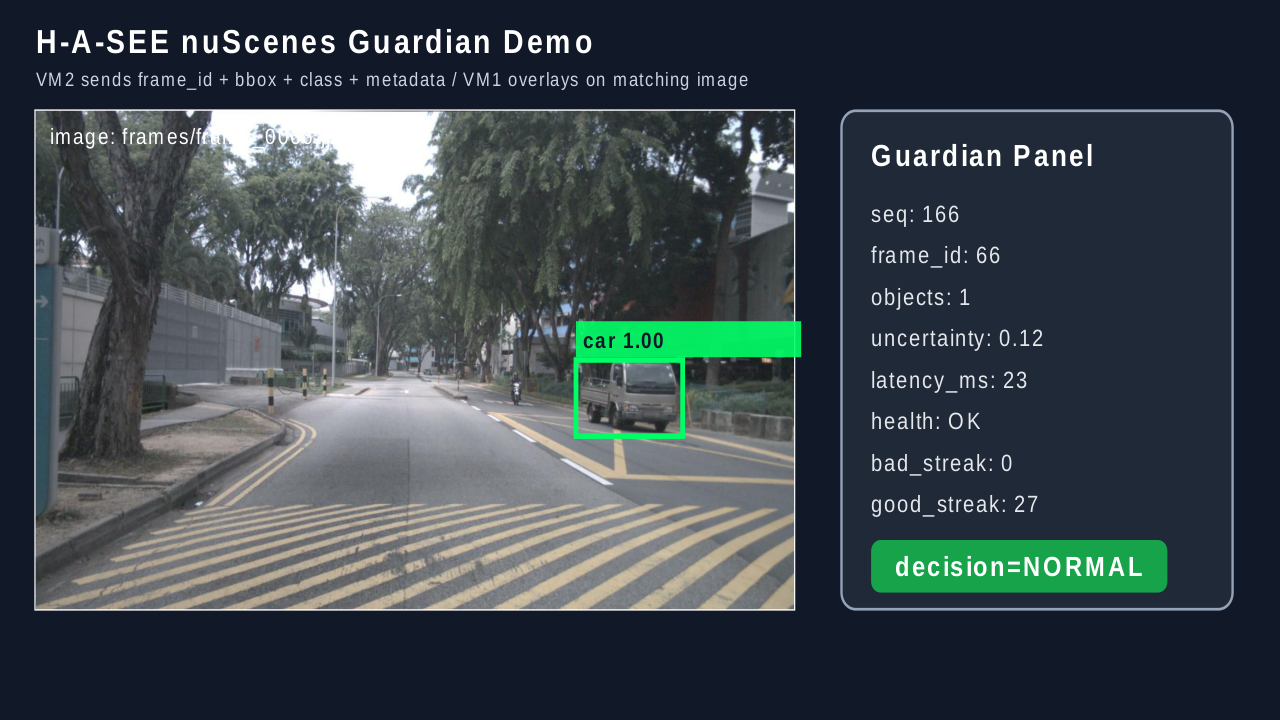 H-A-SEE nuScenes Guardian Demo
VM2 sends frame_id + bbox + class + metadata / VM1 overlays on matching image
image: frames/
car 1.00
Guardian Panel
seq: 166
frame_id: 66
objects: 1
uncertainty: 0.12
latency_ms: 23
health: OK
bad_streak: 0
good_streak: 27
decision=NORMAL